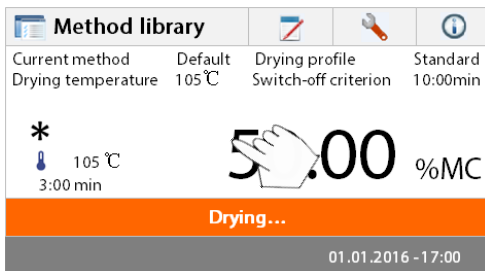 Method library
Current method Default Drying profile Standard
Drying temperature 105℃ Switch-off criterion 10:00min
*
105 ℃ %MC
3:00 min
Drying...
01.01.2016 - 17:00